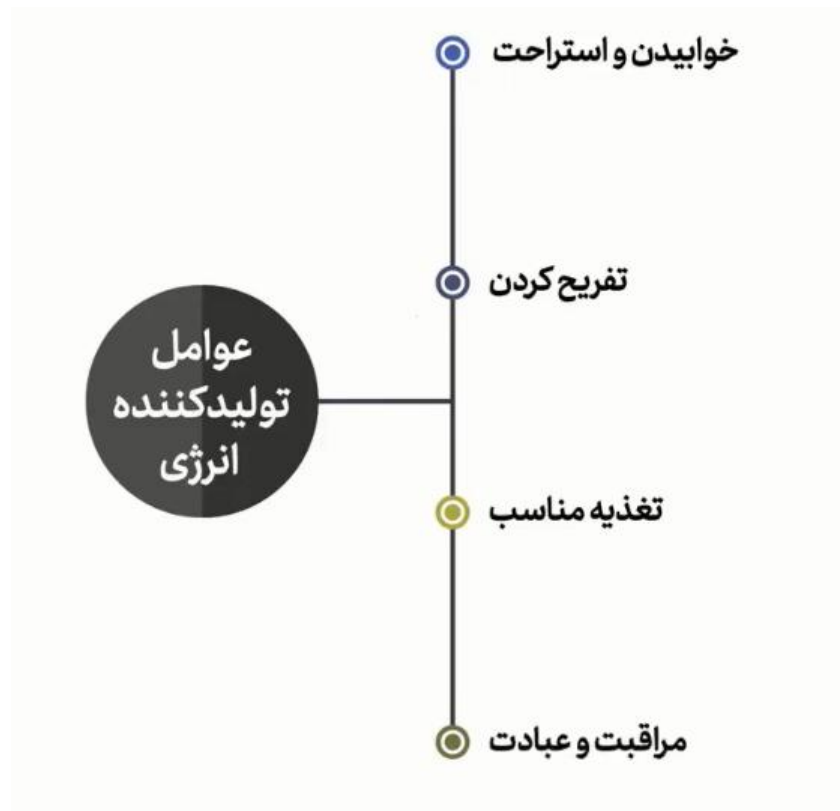 عوامل
تولیدکننده
انرژی
خوابیدن و استراحت
تفریح کردن
تغذیه مناسب
مراقبت و عبادت